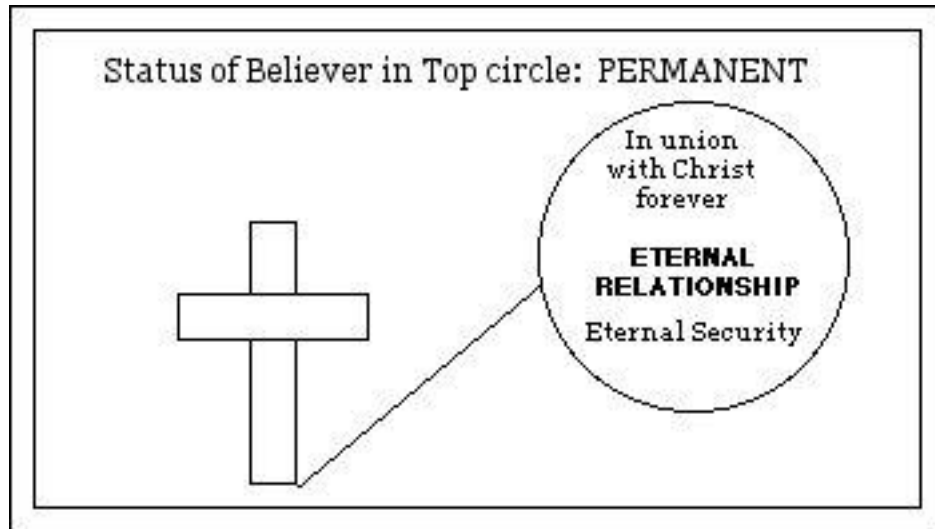 Status of Believer in Top circle: PERMANENT
In union
with Christ
forever
ETERNAL
RELATIONSHIP
Eternal Security